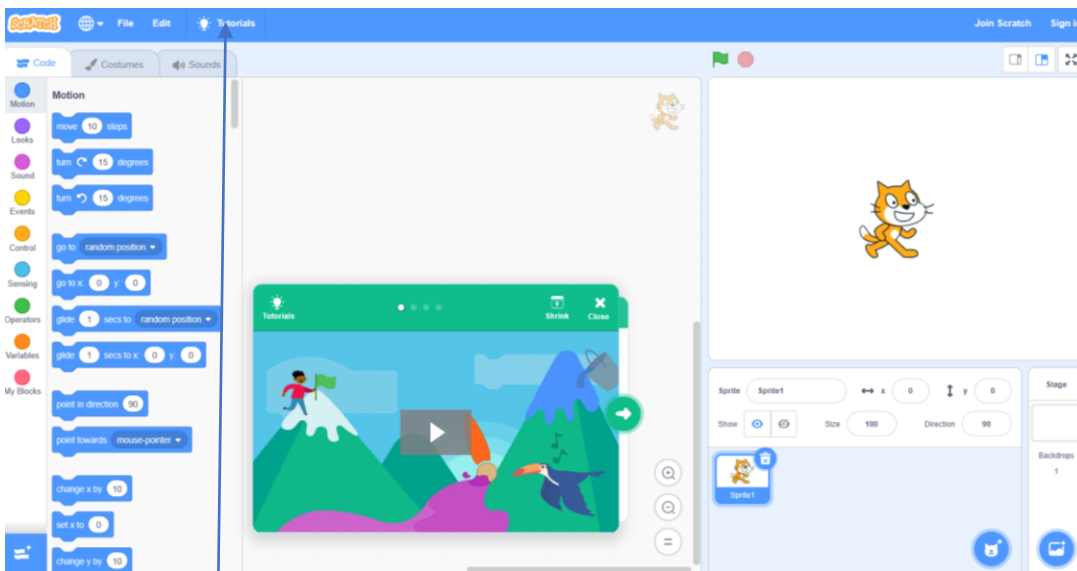 SCRATCH File Edit Tutorials Join Scratch Sign
Code Costumes Sounds
Motion
Looks
Sound
Events
Control
Sensing
Operators
Variables
My Blocks
Motion
move 10 steps
turn 15 degrees
turn 15 degrees
go to random position
go to x: 0 y: 0
glide 1 secs to random position
glide 1 secs to x: 0 y: 0
point in direction 90
point towards mouse-pointer
change x by 10
set x to 0
change y by 10
Tutorials Shrink Close
Sprite Sprite1 x 0 y 0
Show Size 100 Direction 90
Sprite1
Stage
Backdrops
1